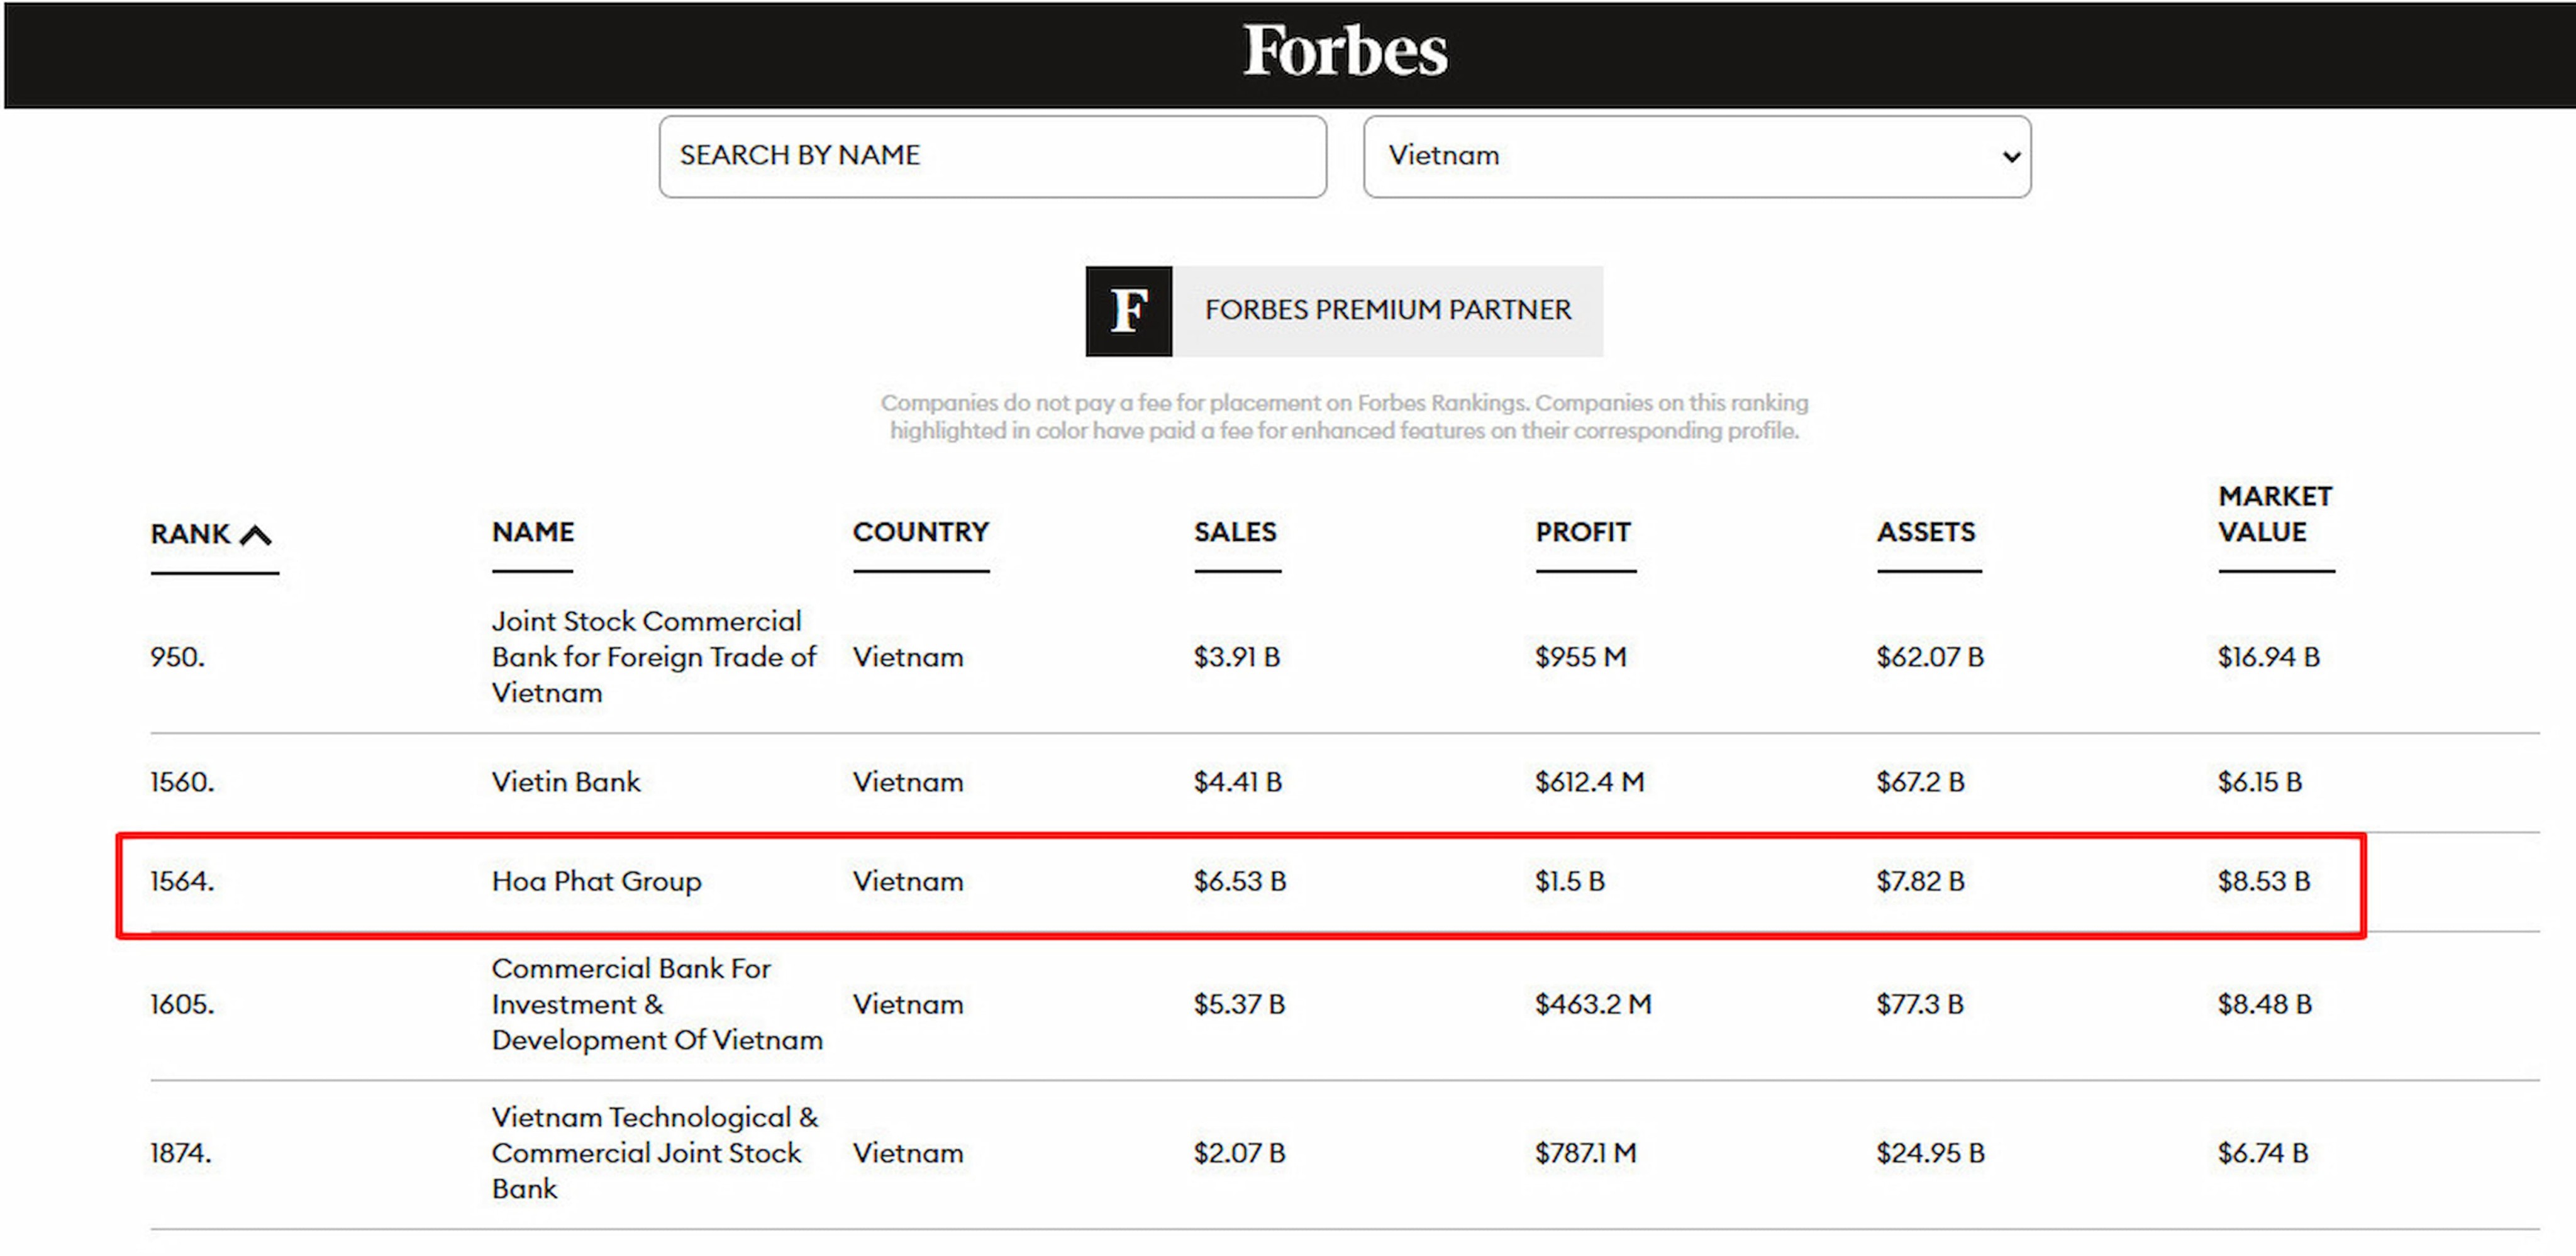 Forbes
SEARCH BY NAME
Vietnam
F
FORBES PREMIUM PARTNER
Companies do not pay a fee for placement on Forbes Rankings. Companies on this ranking
highlighted in color have paid a fee for enhanced features on their corresponding profile.
RANK NAME COUNTRY SALES PROFIT ASSETS MARKET VALUE
950. Joint Stock Commercial Bank for Foreign Trade of Vietnam Vietnam $3.91 B $955 M $62.07 B $16.94 B
1560. Vietin Bank Vietnam $4.41 B $612.4 M $67.2 B $6.15 B
1564. Hoa Phat Group Vietnam $6.53 B $1.5 B $7.82 B $8.53 B
1605. Commercial Bank For Investment & Development Of Vietnam Vietnam $5.37 B $463.2 M $77.3 B $8.48 B
1874. Vietnam Technological & Commercial Joint Stock Bank Vietnam $2.07 B $787.1 M $24.95 B $6.74 B